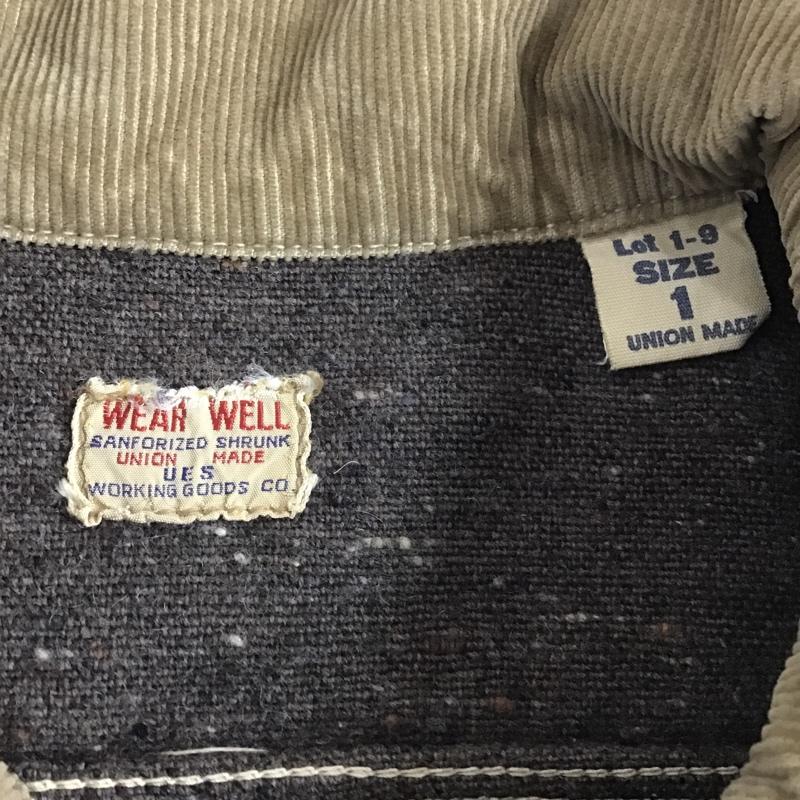 Lot 1-9
SIZE
1
UNION MADE
WEAR WELL
SANFORIZED SHRUNK
UNION MADE
UES
WORKING GOODS CO.